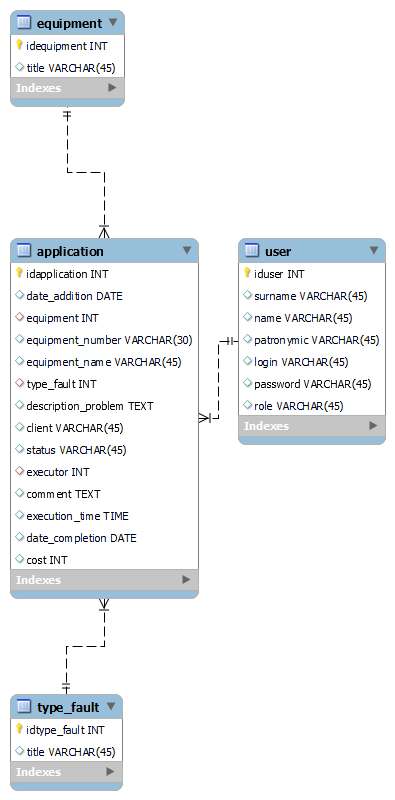 equipment
idequipment INT
title VARCHAR(45)
Indexes
application
idapplication INT
date_addition DATE
equipment INT
equipment_number VARCHAR(30)
equipment_name VARCHAR(45)
type_fault INT
description_problem TEXT
client VARCHAR(45)
status VARCHAR(45)
executor INT
comment TEXT
execution_time TIME
date_completion DATE
cost INT
Indexes
user
iduser INT
surname VARCHAR(45)
name VARCHAR(45)
patronymic VARCHAR(45)
login VARCHAR(45)
password VARCHAR(45)
role VARCHAR(45)
Indexes
type_fault
idtype_fault INT
title VARCHAR(45)
Indexes